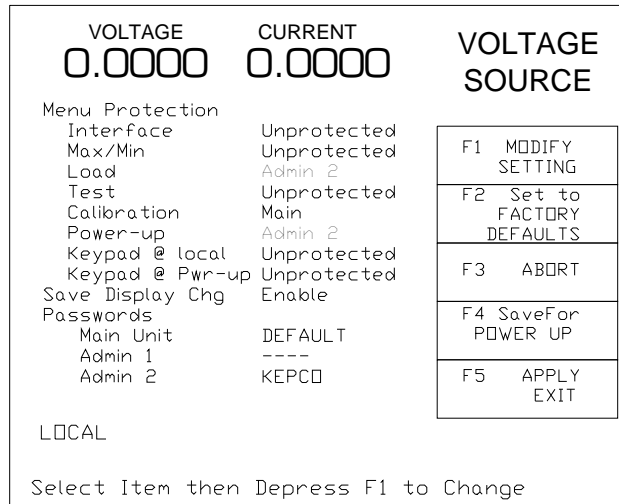 VOLTAGE CURRENT
0.0000 0.0000
VOLTAGE
SOURCE
Menu Protection
Interface Unprotected
Max/Min Unprotected
Load Admin 2
Test Unprotected
Calibration Main
Power-up Admin 2
Keypad @ local Unprotected
Keypad @ Pwr-up Unprotected
Save Display Chg Enable
Passwords
Main Unit DEFAULT
Admin 1 ----
Admin 2 KEPCO
LOCAL
Select Item then Depress F1 to Change
F1 MODIFY
SETTING
F2 Set to
FACTORY
DEFAULTS
F3 ABORT
F4 SaveFor
POWER UP
F5 APPLY
EXIT